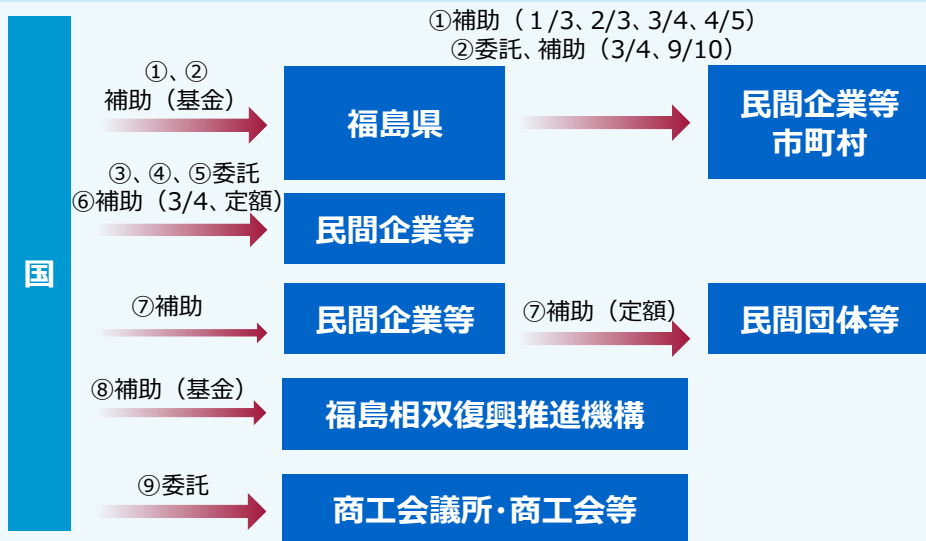 国
①、②
補助（基金）
福島県
①補助（１/3、2/3、3/4、4/5）
②委託、補助（3/4、9/10）
民間企業等
市町村
③、④、⑤委託
⑥補助（3/4、定額）
民間企業等
⑦補助
民間企業等
⑦補助（定額）
民間団体等
⑧補助（基金）
福島相双復興推進機構
⑨委託
商工会議所･商工会等